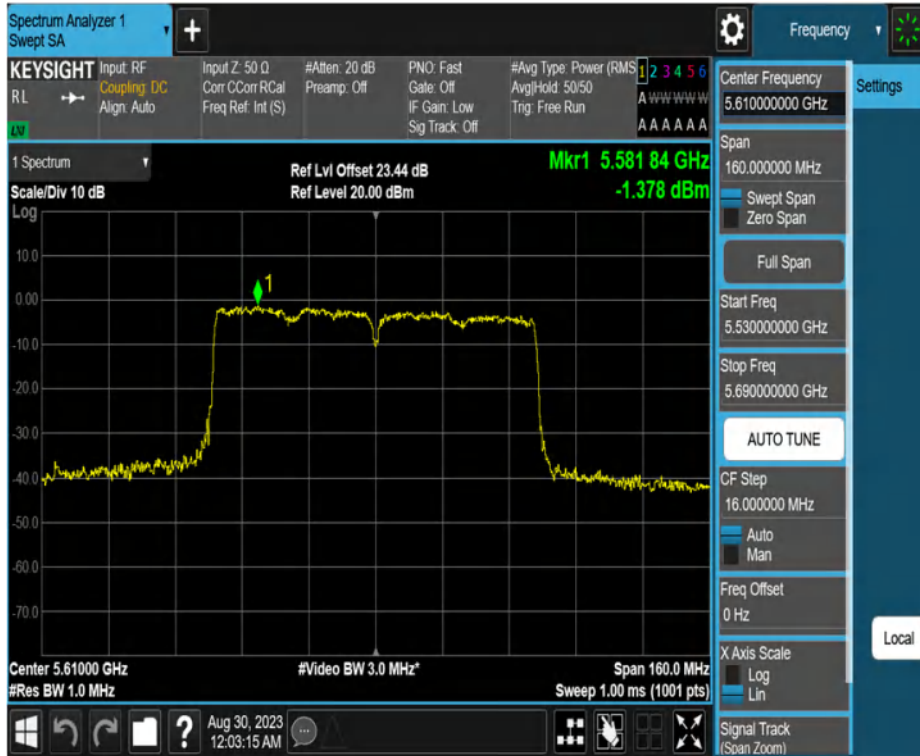 Spectrum Analyzer 1
Swept SA
+
Frequency
KEYSIGHT
RL
LXI
Input: RF
Coupling: DC
Align: Auto
Input Z: 50 Ω
Corr CCorr RCal
Freq Ref: Int (S)
#Atten: 20 dB
Preamp: Off
PNO: Fast
Gate: Off
IF Gain: Low
Sig Track: Off
#Avg Type: Power (RMS
Avg|Hold: 50/50
Trig: Free Run
1 2 3 4 5 6
A W W W W W
A A A A A A
1 Spectrum
Scale/Div 10 dB
Log
Ref Lvl Offset 23.44 dB
Ref Level 20.00 dBm
Mkr1 5.581 84 GHz
-1.378 dBm
10.0
0.00
-10.0
-20.0
-30.0
-40.0
-50.0
-60.0
-70.0
1
Center 5.61000 GHz
#Res BW 1.0 MHz
#Video BW 3.0 MHz*
Span 160.0 MHz
Sweep 1.00 ms (1001 pts)
?
Aug 30, 2023
12:03:15 AM
Center Frequency
5.610000000 GHz
Span
160.000000 MHz
Swept Span
Zero Span
Full Span
Start Freq
5.530000000 GHz
Stop Freq
5.690000000 GHz
AUTO TUNE
CF Step
16.000000 MHz
Auto
Man
Freq Offset
0 Hz
X Axis Scale
Log
Lin
Signal Track
(Span Zoom)
Settings
Local